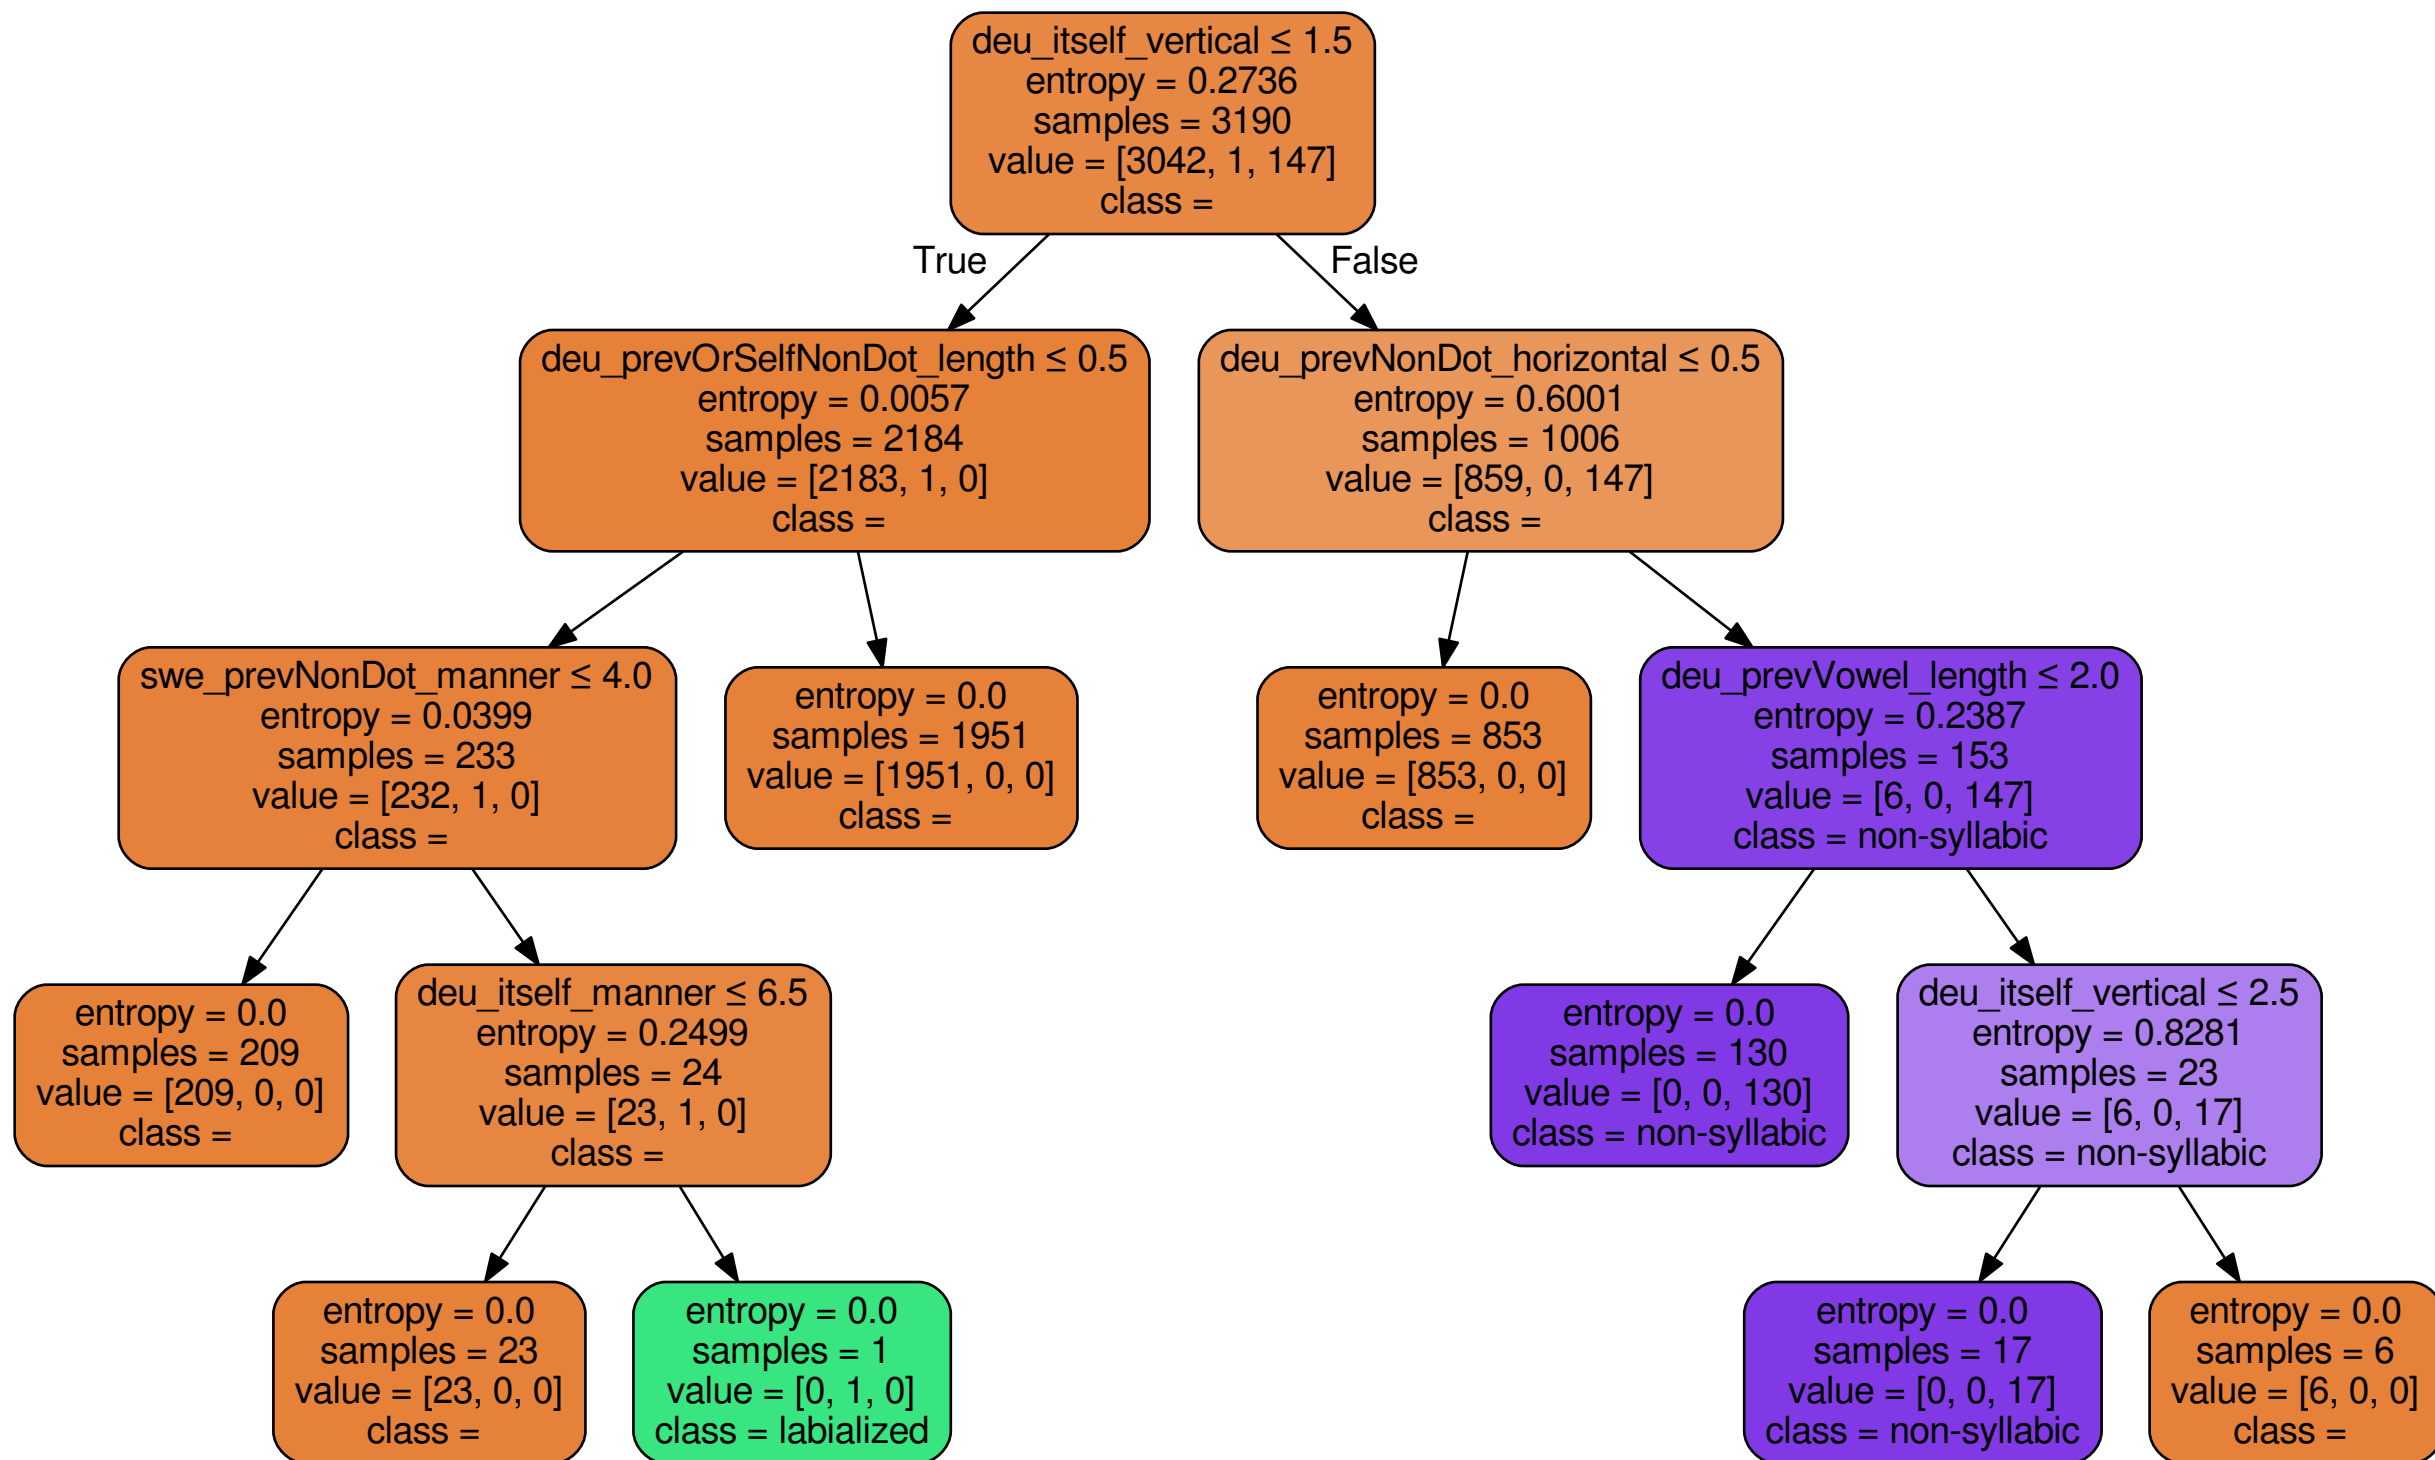 deu_itself_vertical ≤ 1.5
entropy = 0.2736
samples = 3190
value = [3042, 1, 147]
class =
True
False
deu_prevOrSelfNonDot_length ≤ 0.5
entropy = 0.0057
samples = 2184
value = [2183, 1, 0]
class =
deu_prevNonDot_horizontal ≤ 0.5
entropy = 0.6001
samples = 1006
value = [859, 0, 147]
class =
swe_prevNonDot_manner ≤ 4.0
entropy = 0.0399
samples = 233
value = [232, 1, 0]
class =
entropy = 0.0
samples = 1951
value = [1951, 0, 0]
class =
entropy = 0.0
samples = 853
value = [853, 0, 0]
class =
deu_prevVowel_length ≤ 2.0
entropy = 0.2387
samples = 153
value = [6, 0, 147]
class = non-syllabic
entropy = 0.0
samples = 209
value = [209, 0, 0]
class =
deu_itself_manner ≤ 6.5
entropy = 0.2499
samples = 24
value = [23, 1, 0]
class =
entropy = 0.0
samples = 130
value = [0, 0, 130]
class = non-syllabic
deu_itself_vertical ≤ 2.5
entropy = 0.8281
samples = 23
value = [6, 0, 17]
class = non-syllabic
entropy = 0.0
samples = 23
value = [23, 0, 0]
class =
entropy = 0.0
samples = 1
value = [0, 1, 0]
class = labialized
entropy = 0.0
samples = 17
value = [0, 0, 17]
class = non-syllabic
entropy = 0.0
samples = 6
value = [6, 0, 0]
class =